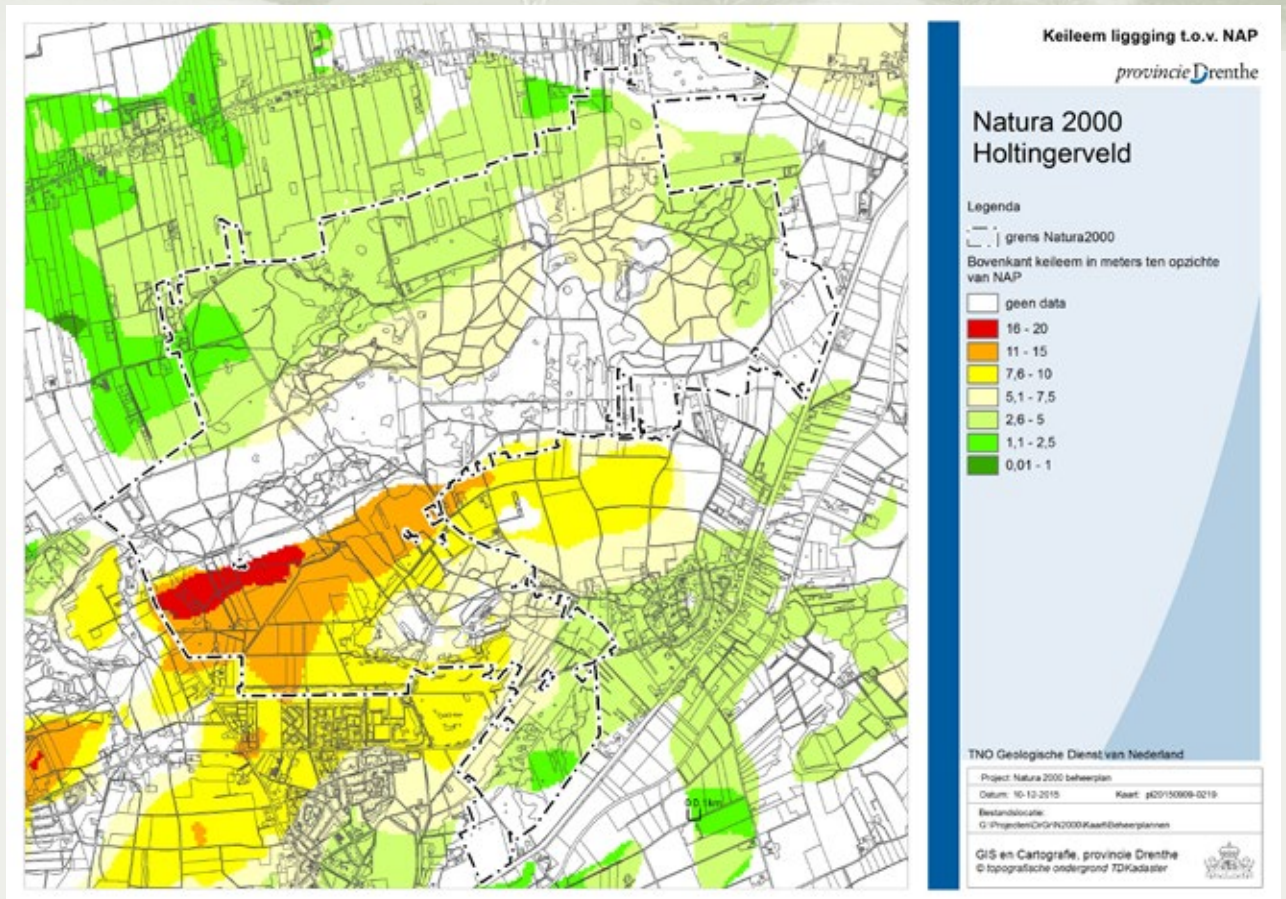 Keileem liggging t.o.v. NAP
provincie Drenthe
Natura 2000
Holtingerveld
Legenda
grens Natura2000
Bovenkant keileem in meters ten opzichte
van NAP
geen data
16 - 20
11 - 15
7,6 - 10
5,1 - 7,5
2,6 - 5
1,1 - 2,5
0,01 - 1
TNO Geologische Dienst van Nederland
Project: Natura 2000 beheerplan
Datum: 10-12-2015 Kaart:
Bestandslocatie:
GIS en Cartografie, provincie Drenthe
© topografische ondergrond TDKadaster